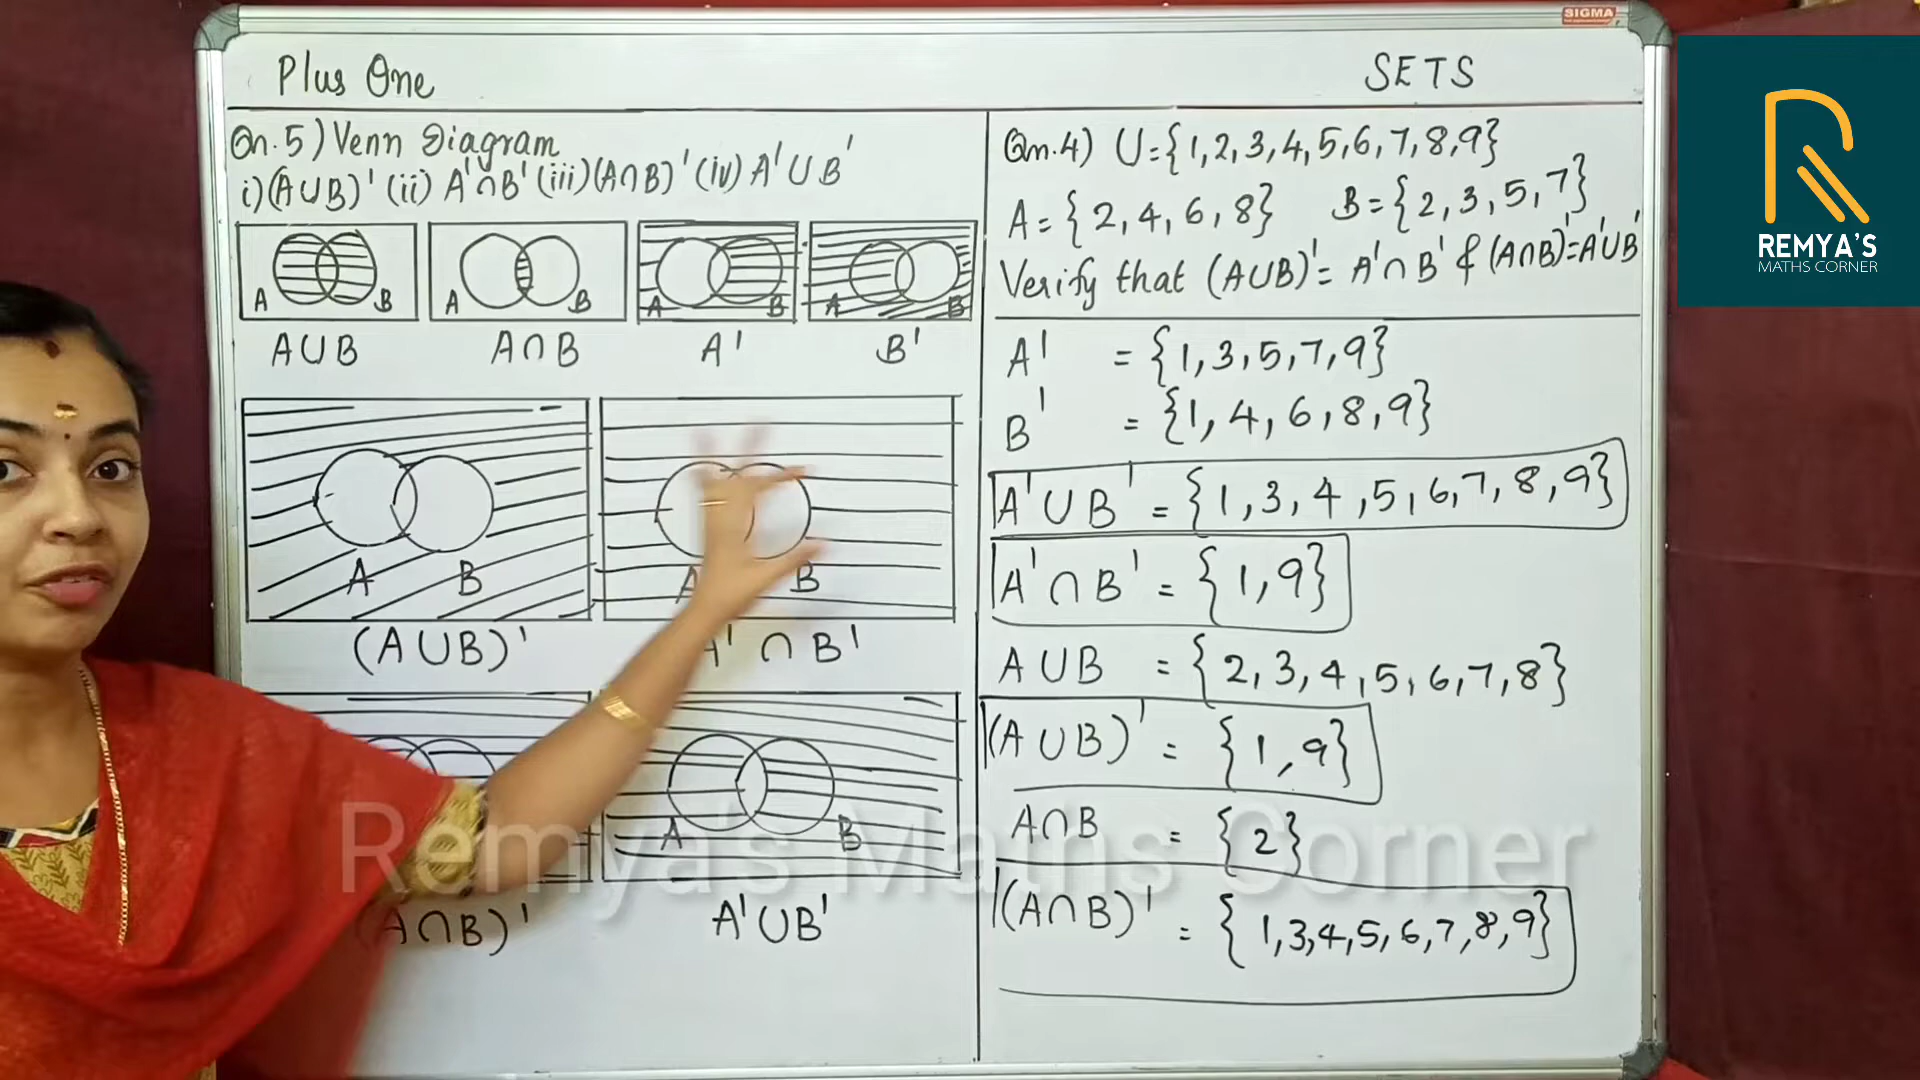 SIGMA
Plus One
SETS
Qn.5) Venn Diagram
i)(A∪B)' (ii) A'∩B' (iii)(A∩B)' (iv) A'∪B'
A B
A B
A B
A B
A∪B
A∩B
A'
B'
A B
A B
(A∪B)'
A' ∩ B'
A B
(A∩B)'
A'∪B'
Qn.4) U={1,2,3,4,5,6,7,8,9}
A={2,4,6,8} B={2,3,5,7}
Verify that (A∪B)'= A'∩B' & (A∩B)'=A'∪B'
A' = {1,3,5,7,9}
B' = {1,4,6,8,9}
A'∪B' = {1,3,4,5,6,7,8,9}
A'∩B' = {1,9}
A∪B = {2,3,4,5,6,7,8}
(A∪B)' = {1,9}
A∩B = {2}
(A∩B)' = {1,3,4,5,6,7,8,9}
REMYA'S
MATHS CORNER
Remya's Maths Corner